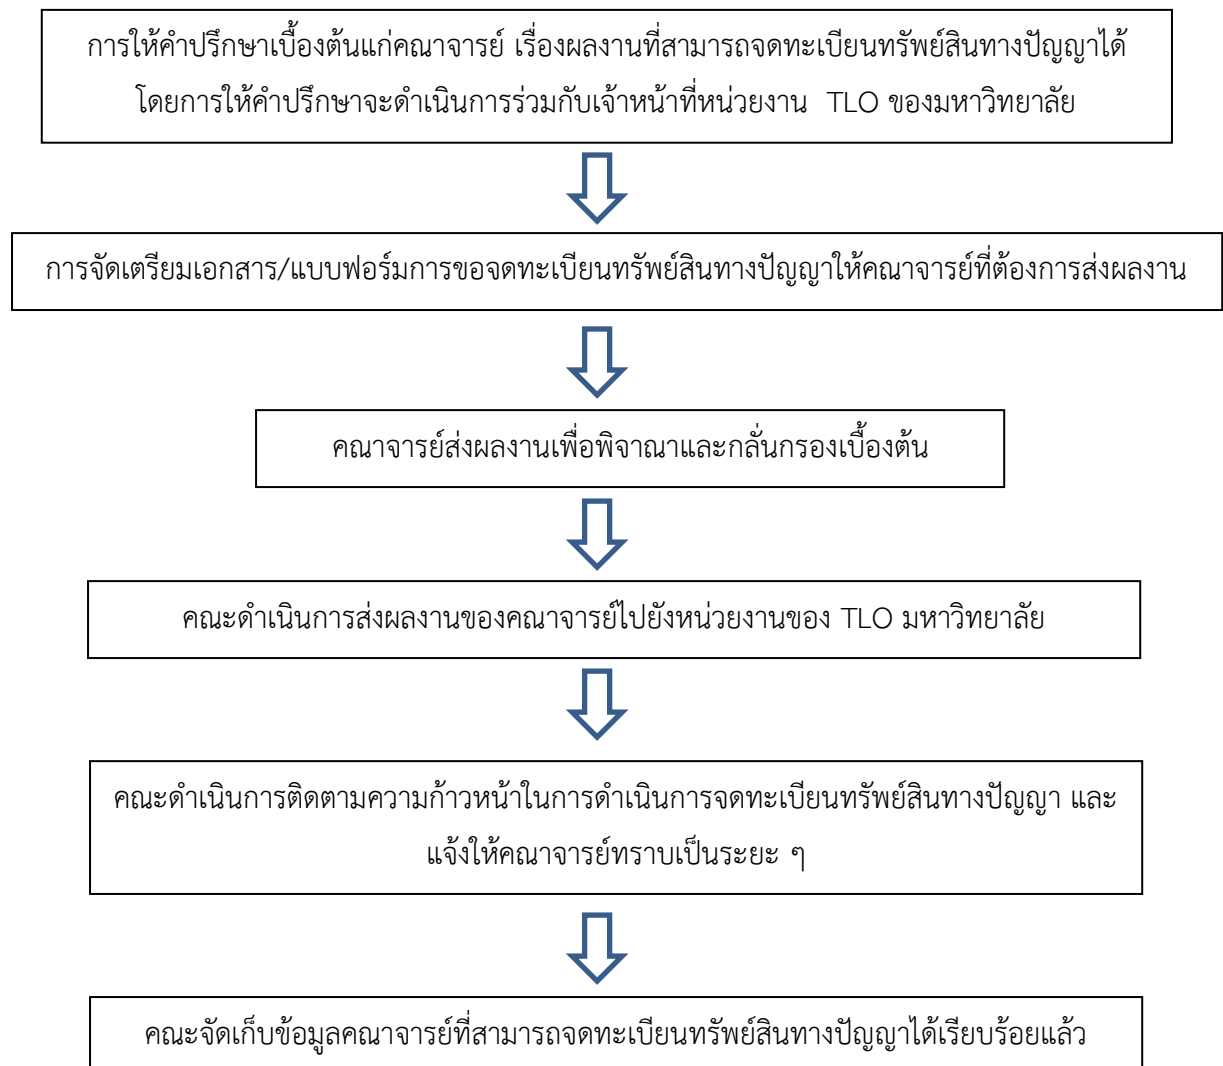 การให้คำปรึกษาเบื้องต้นแก่คณาจารย์ เรื่องผลงานที่สามารถจดทะเบียนทรัพย์สินทางปัญญาได้
โดยการให้คำปรึกษาจะดำเนินการร่วมกับเจ้าหน้าที่หน่วยงาน TLO ของมหาวิทยาลัย
การจัดเตรียมเอกสาร/แบบฟอร์มการขอจดทะเบียนทรัพย์สินทางปัญญาให้คณาจารย์ที่ต้องการส่งผลงาน
คณาจารย์ส่งผลงานเพื่อพิจาณาและกลั่นกรองเบื้องต้น
คณะดำเนินการส่งผลงานของคณาจารย์ไปยังหน่วยงานของ TLO มหาวิทยาลัย
คณะดำเนินการติดตามความก้าวหน้าในการดำเนินการจดทะเบียนทรัพย์สินทางปัญญา และ
แจ้งให้คณาจารย์ทราบเป็นระยะ ๆ
คณะจัดเก็บข้อมูลคณาจารย์ที่สามารถจดทะเบียนทรัพย์สินทางปัญญาได้เรียบร้อยแล้ว